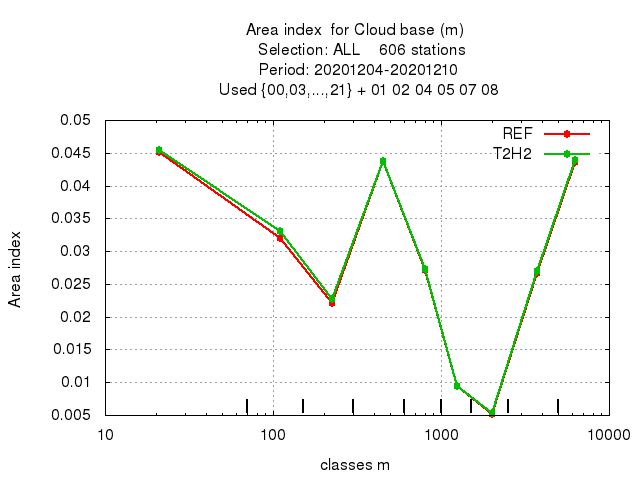 Area index  for Cloud base (m)
Selection: ALL    606 stations
Period: 20201204-20201210
Used {00,03,...,21} + 01 02 04 05 07 08
REF
T2H2
0.05
0.045
0.04
0.035
0.03
0.025
0.02
0.015
0.01
0.005
Area index
10 100 1000 10000
classes m